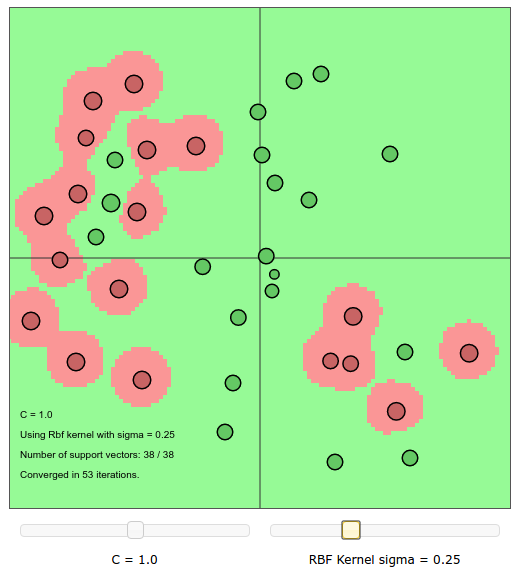 C = 1.0
Using Rbf kernel with sigma = 0.25
Number of support vectors: 38 / 38
Converged in 53 iterations.
C = 1.0
RBF Kernel sigma = 0.25